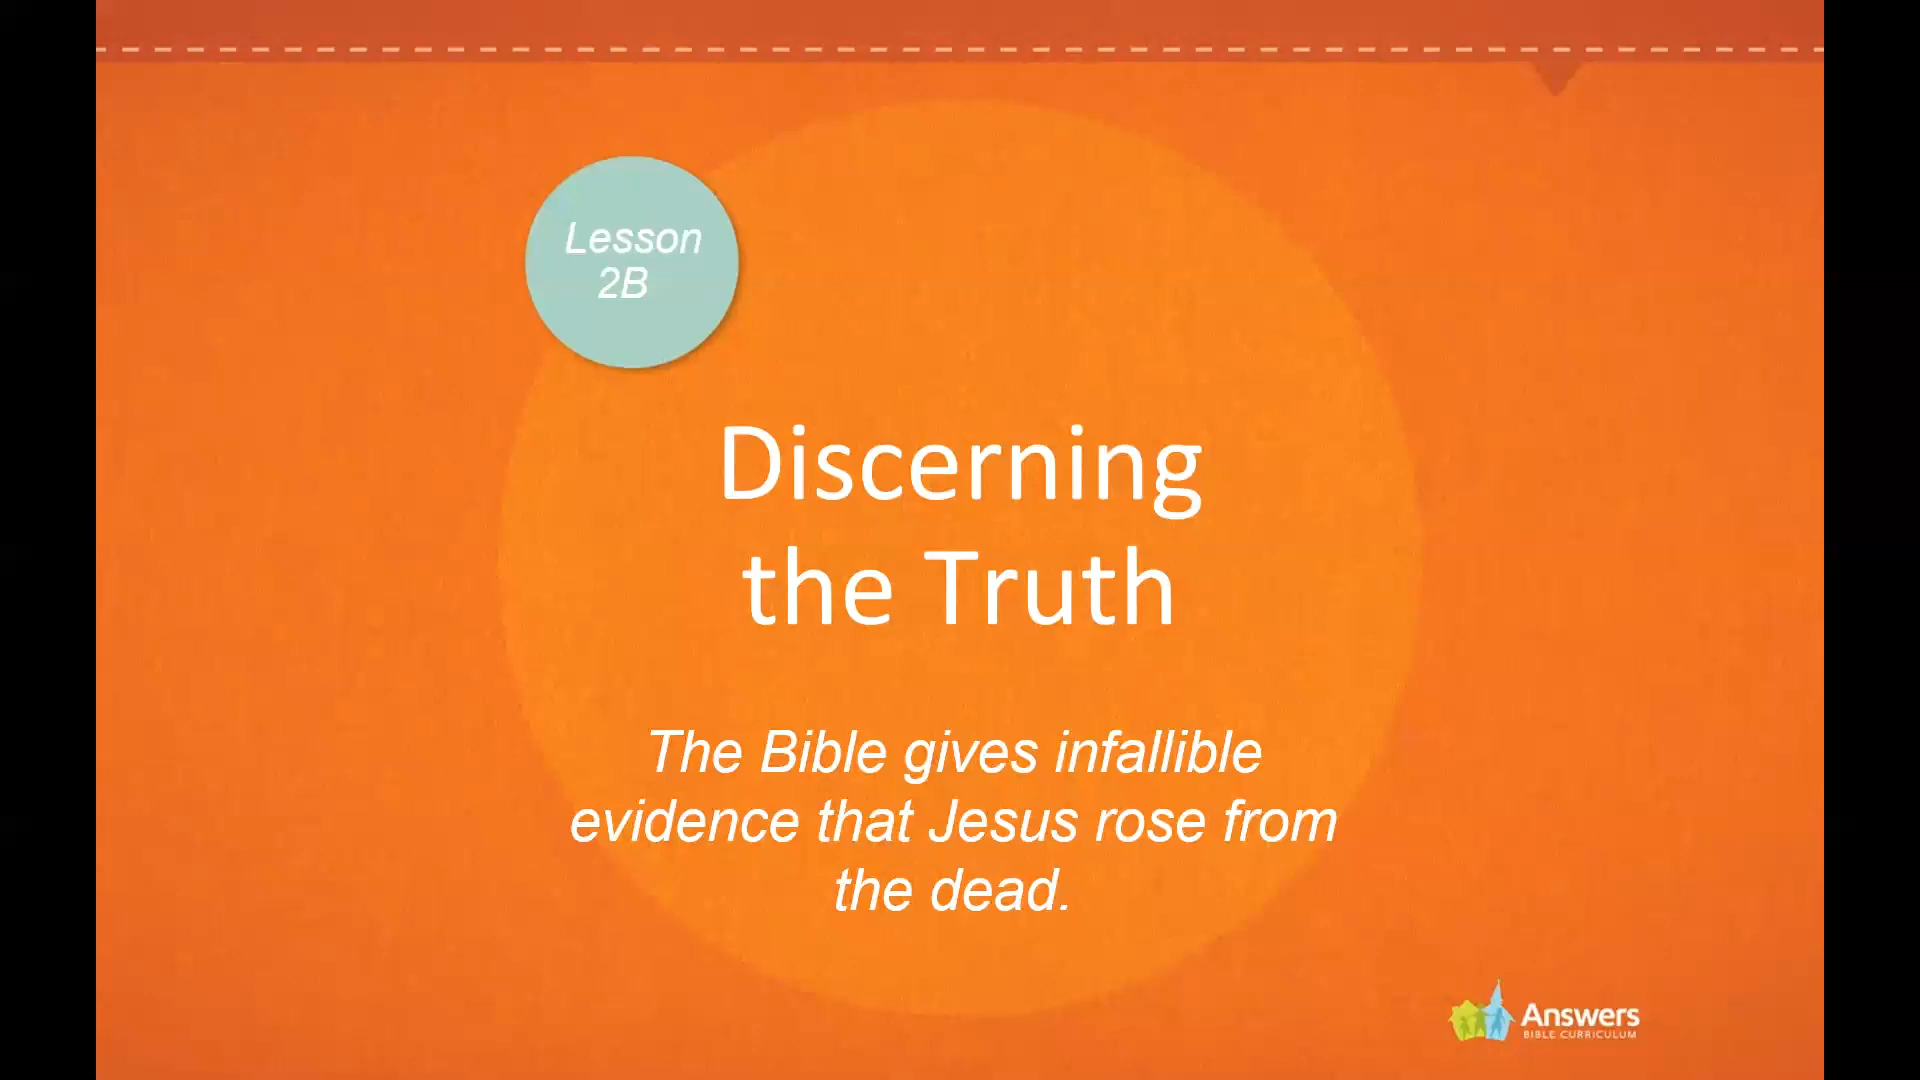 Lesson
2B
Discerning
the Truth
The Bible gives infallible
evidence that Jesus rose from
the dead.
Answers
BIBLE CURRICULUM